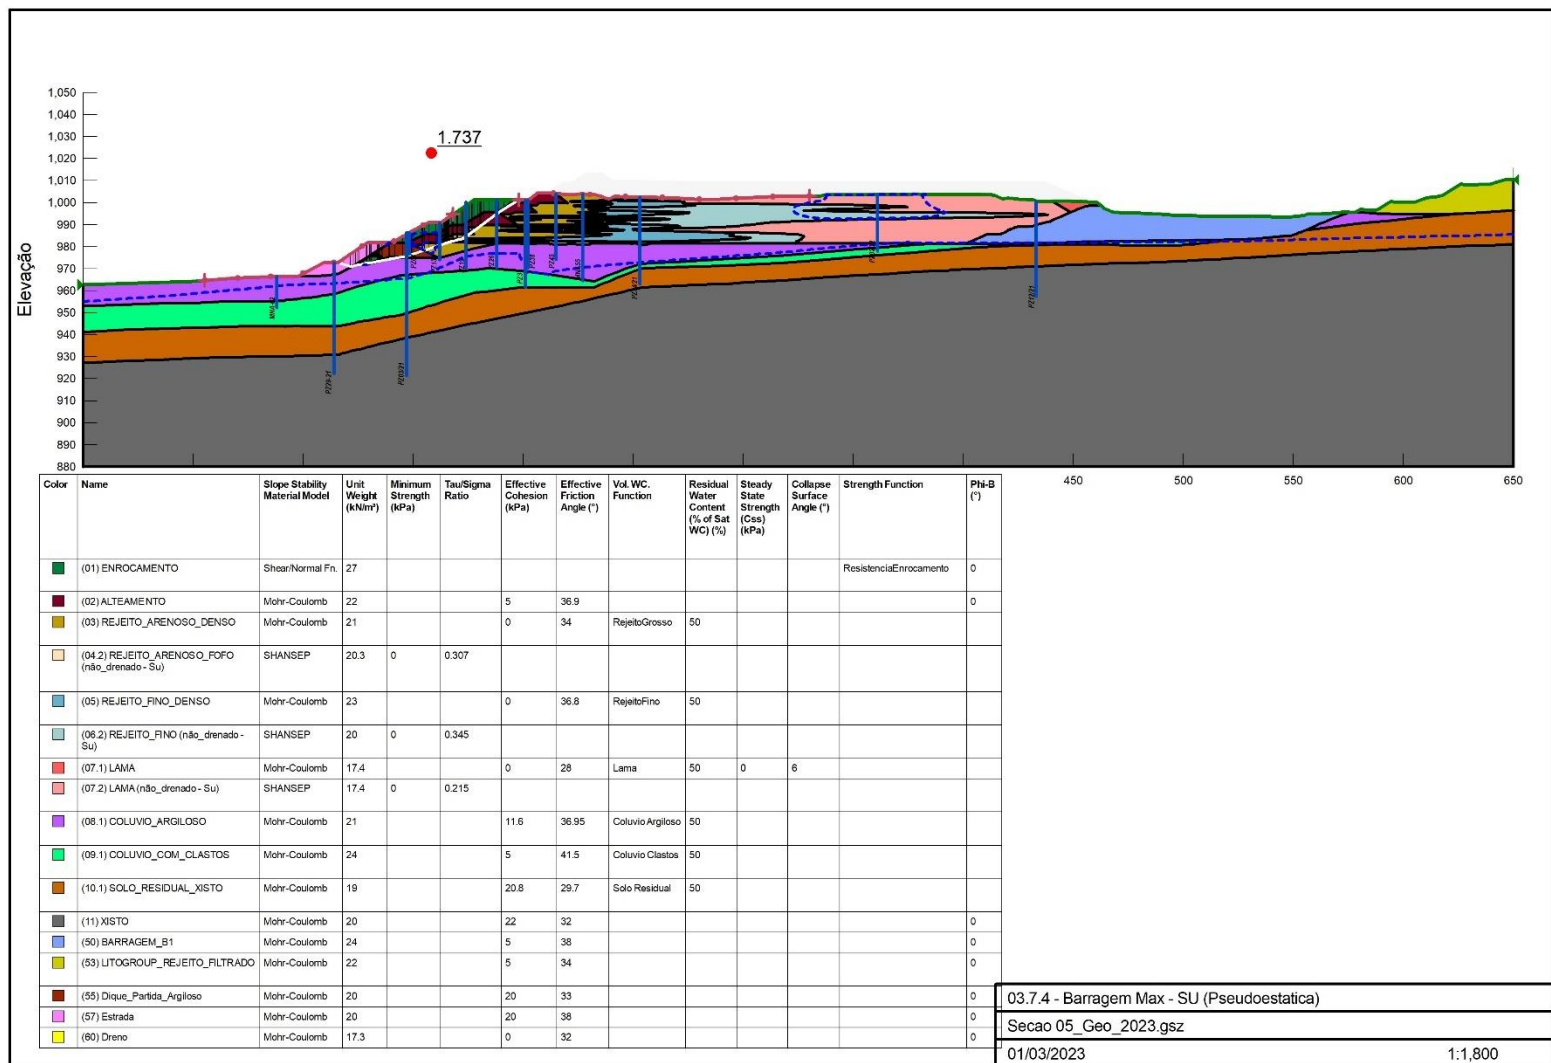 1,050
1,040
1,030
1,020
1,010
1,000
990
980
970
960
950
940
930
920
910
900
890
880
Elevação
1.737
PZ29-21
PZ03/21
PZ12/21
450 500 550 600 650
Color Name Slope Stability Material Model Unit Weight (kN/m³) Minimum Strength (kPa) Tau/Sigma Ratio Effective Cohesion (kPa) Effective Friction Angle (°) Vol. WC. Function Residual Water Content (% of Sat WC) (%) Steady State Strength (Css) (kPa) Collapse Surface Angle (°) Strength Function Phi-B (°)
(01) ENROCAMENTO Shear/Normal Fn. 27 ResistenciaEnrocamento 0
(02) ALTEAMENTO Mohr-Coulomb 22 5 36.9 0
(03) REJEITO_ARENOSO_DENSO Mohr-Coulomb 21 0 34 RejeitoGrosso 50
(04.2) REJEITO_ARENOSO_FOFO (não_drenado - Su) SHANSEP 20.3 0 0.307
(05) REJEITO_FINO_DENSO Mohr-Coulomb 23 0 36.8 RejeitoFino 50
(06.2) REJEITO_FINO (não_drenado - Su) SHANSEP 20 0 0.345
(07.1) LAMA Mohr-Coulomb 17.4 0 28 Lama 50 0 6
(07.2) LAMA (não_drenado - Su) SHANSEP 17.4 0 0.215
(08.1) COLUVIO_ARGILOSO Mohr-Coulomb 21 11.6 36.95 Coluvio Argiloso 50
(09.1) COLUVIO_COM_CLASTOS Mohr-Coulomb 24 5 41.5 Coluvio Clastos 50
(10.1) SOLO_RESIDUAL_XISTO Mohr-Coulomb 19 20.8 29.7 Solo Residual 50
(11) XISTO Mohr-Coulomb 20 22 32 0
(50) BARRAGEM_B1 Mohr-Coulomb 24 5 38 0
(53) LITOGROUP_REJEITO_FILTRADO Mohr-Coulomb 22 5 34 0
(55) Dique_Partida_Argiloso Mohr-Coulomb 20 20 33 0
(57) Estrada Mohr-Coulomb 20 20 38 0
(60) Dreno Mohr-Coulomb 17.3 0 32 0
03.7.4 - Barragem Max - SU (Pseudoestatica)
Secao 05_Geo_2023.gsz
01/03/2023 1:1,800